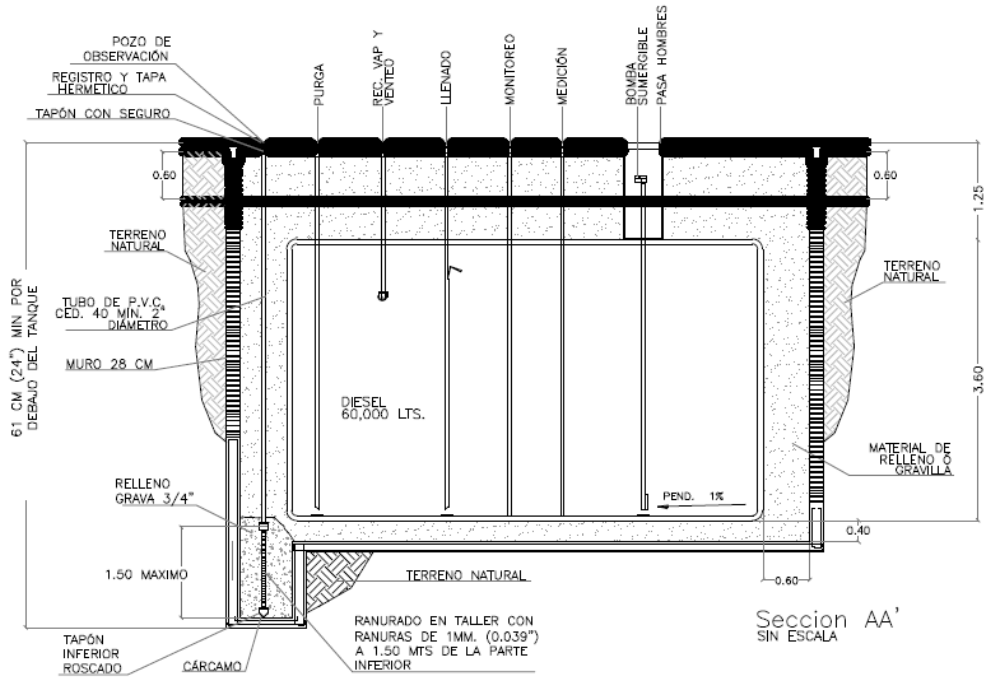 POZO DE
OBSERVACIÓN
REGISTRO Y TAPA
HERMETICO
TAPÓN CON SEGURO
PURGA
REC. VAP Y
VENTEO
LLENADO
MONITOREO
MEDICIÓN
BOMBA
SUMERGIBLE
PASA HOMBRES
0.60
0.60
1.25
TERRENO
NATURAL
TERRENO
NATURAL
61 CM (24") MIN POR
DEBAJO DEL TANQUE
TUBO DE P.V.C.
CED. 40 MÍN. 2"
DIÁMETRO
MURO 28 CM
3.60
DIESEL
60,000 LTS.
MATERIAL DE
RELLENO Ó
GRAVILLA
RELLENO
GRAVA 3/4"
PEND. 1%
0.40
1.50 MAXIMO
TERRENO NATURAL
0.60
Seccion AA'
SIN ESCALA
RANURADO EN TALLER CON
RANURAS DE 1MM. (0.039")
A 1.50 MTS DE LA PARTE
INFERIOR
TAPÓN
INFERIOR
ROSCADO
CÁRCAMO